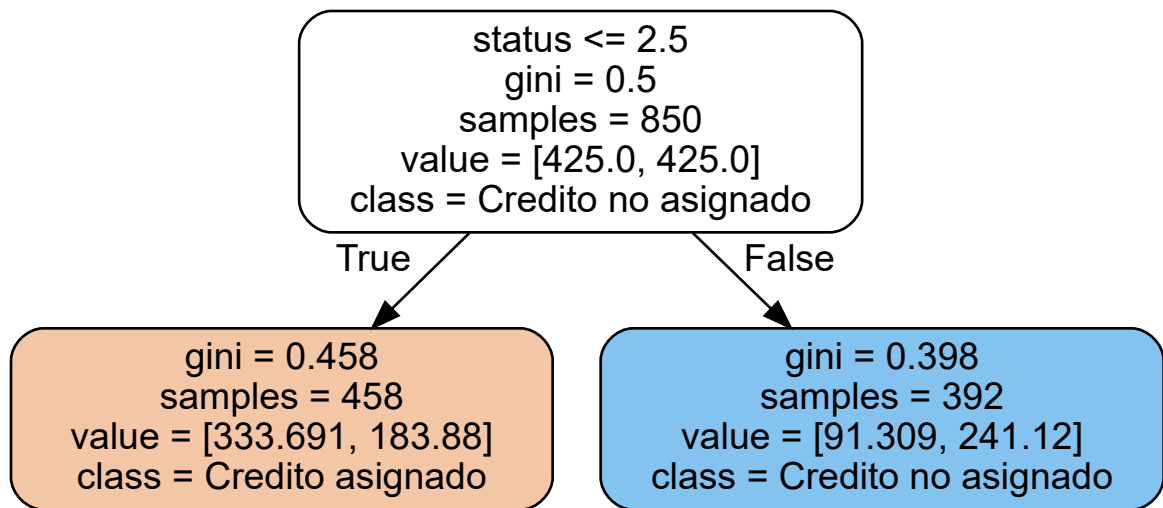 status <= 2.5
gini = 0.5
samples = 850
value = [425.0, 425.0]
class = Credito no asignado
True
False
gini = 0.458
samples = 458
value = [333.691, 183.88]
class = Credito asignado
gini = 0.398
samples = 392
value = [91.309, 241.12]
class = Credito no asignado